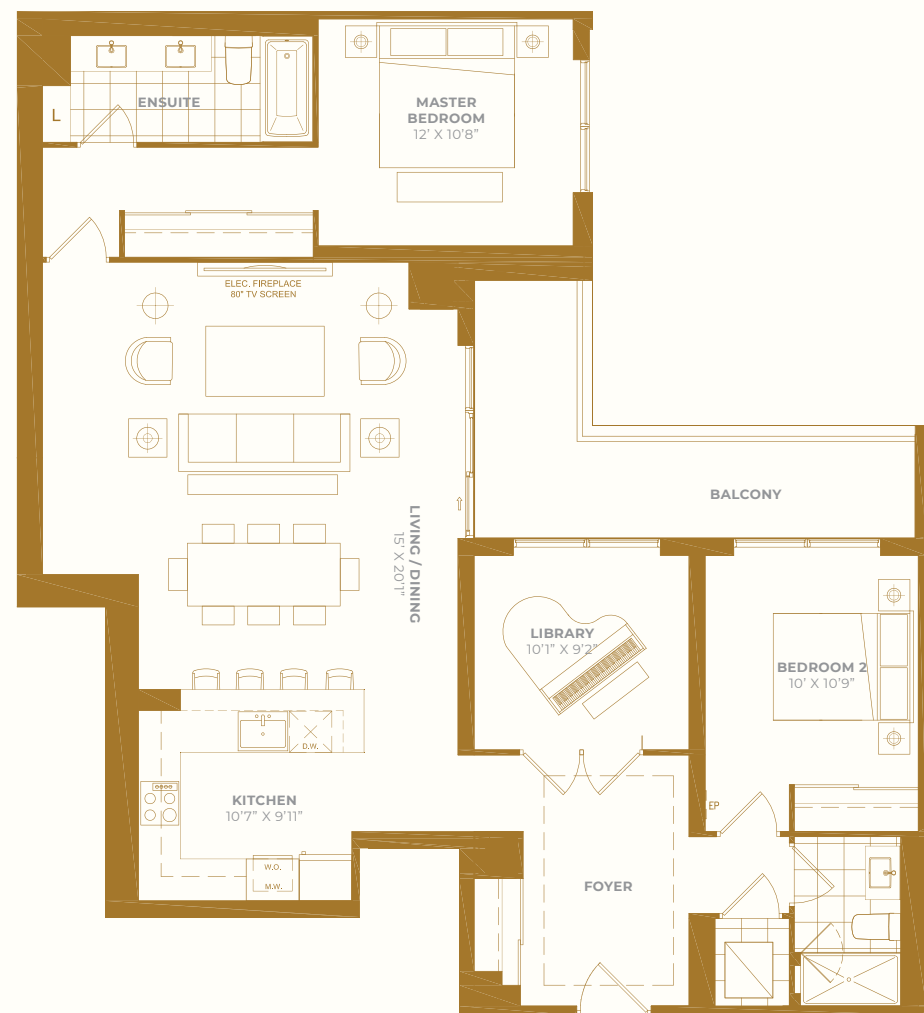 ENSUITE
L
MASTER
BEDROOM
12' X 10'8"
ELEC. FIREPLACE
80" TV SCREEN
BALCONY
LIVING / DINING
15' X 20'1"
LIBRARY
10'1" X 9'2"
BEDROOM 2
10' X 10'9"
D.W.
KITCHEN
10'7" X 9'11"
EP
W.O.
M.W.
FOYER